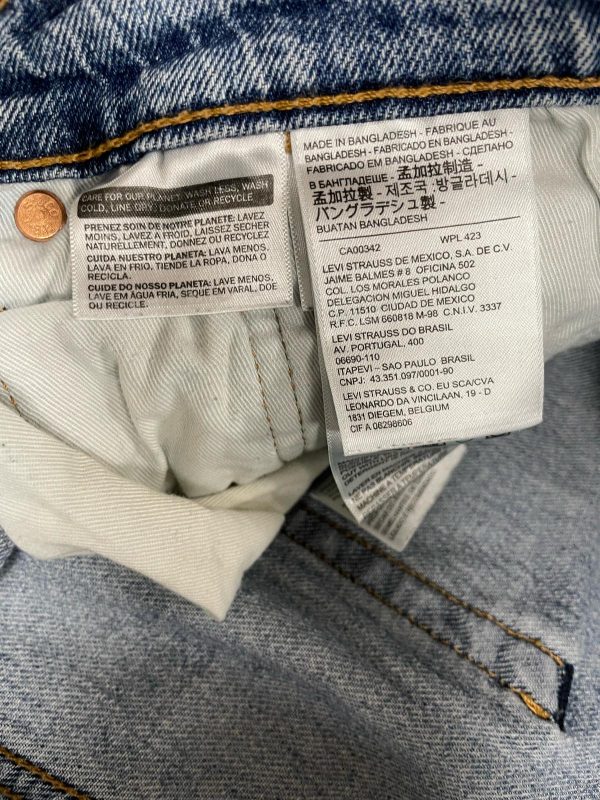 CARE FOR OUR PLANET: WASH LESS, WASH
COLD, LINE DRY, DONATE OR RECYCLE
PRENEZ SOIN DE NOTRE PLANETE: LAVEZ
MOINS, LAVEZ A FROID, LAISSEZ SECHER
NATURELLEMENT, DONNEZ OU RECYCLEZ
CUIDA NUESTRO PLANETA: LAVA MENOS,
LAVA EN FRIO, TIENDE LA ROPA, DONA O
RECICLA.
CUIDE DO NOSSO PLANETA: LAVE MENOS,
LAVE EM ÁGUA FRIA, SEQUE EM VARAL, DOE
OU RECICLE.
MADE IN BANGLADESH - FABRIQUE AU
BANGLADESH - FABRICADO EN BANGLADESH -
FABRICADO EM BANGLADESH - СДЕЛАНО
В БАНГЛАДЕШЕ - 孟加拉制造 -
孟加拉製 - 제조국 : 방글라데시 -
バングラデシュ製 -
BUATAN BANGLADESH
CA00342 WPL 423
LEVI STRAUSS DE MEXICO, S.A. DE C.V.
JAIME BALMES # 8 OFICINA 502
COL. LOS MORALES POLANCO
DELEGACION MIGUEL HIDALGO
C.P. 11510 CIUDAD DE MEXICO
R.F.C. LSM 660818 M-98 C.N.I.V. 3337
LEVI STRAUSS DO BRASIL
AV. PORTUGAL, 400
06690-110
ITAPEVI – SAO PAULO BRASIL
CNPJ: 43.351.097/0001-90
LEVI STRAUSS & CO. EU SCA/CVA
LEONARDO DA VINCILAAN, 19 - D
1831 DIEGEM, BELGIUM
CIF A 08298606